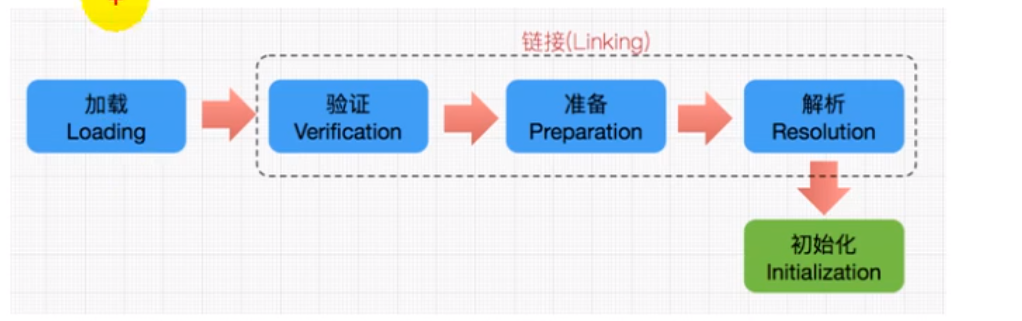 链接(Linking)
加载
Loading
验证
Verification
准备
Preparation
解析
Resolution
初始化
Initialization